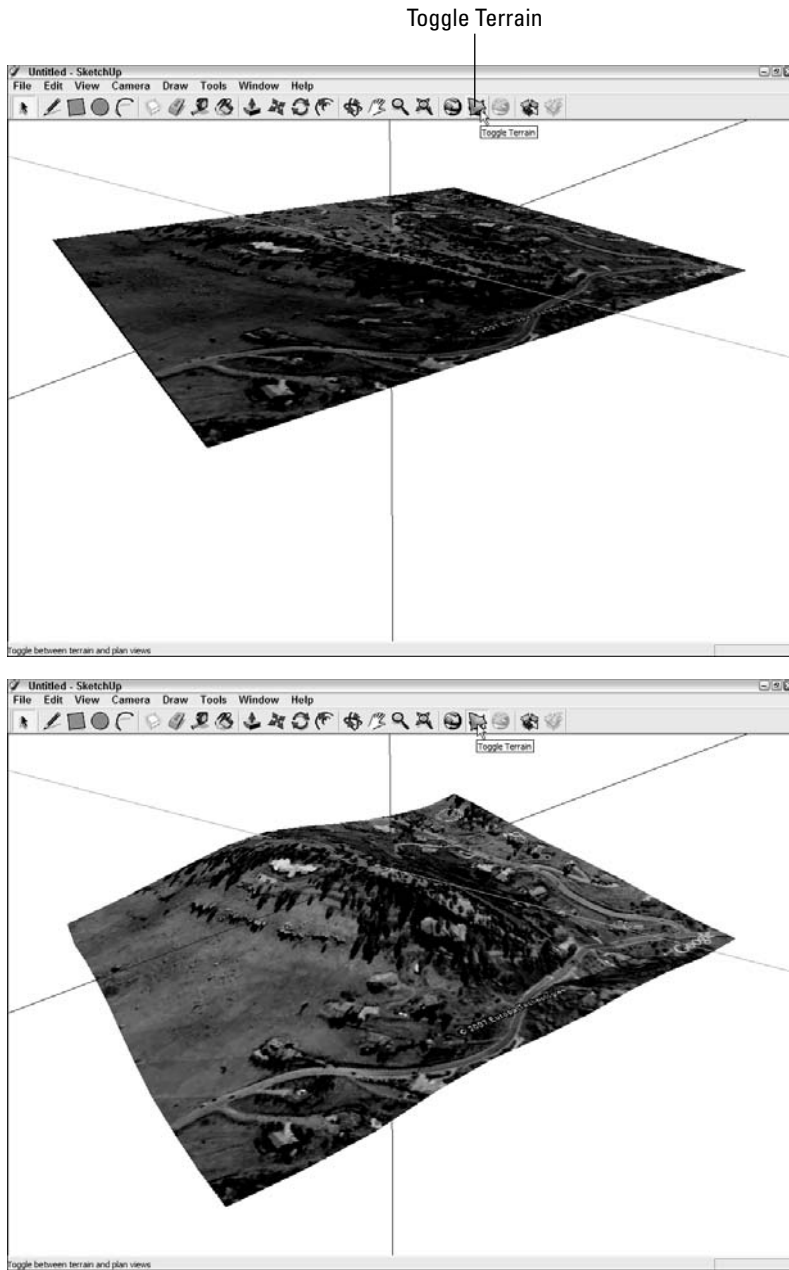 Toggle Terrain
Untitled - SketchUp
File Edit View Camera Draw Tools Window Help
Toggle Terrain
Google
Toggle between terrain and plan views
Untitled - SketchUp
File Edit View Camera Draw Tools Window Help
Toggle Terrain
Google
© 2007
Toggle between terrain and plan views